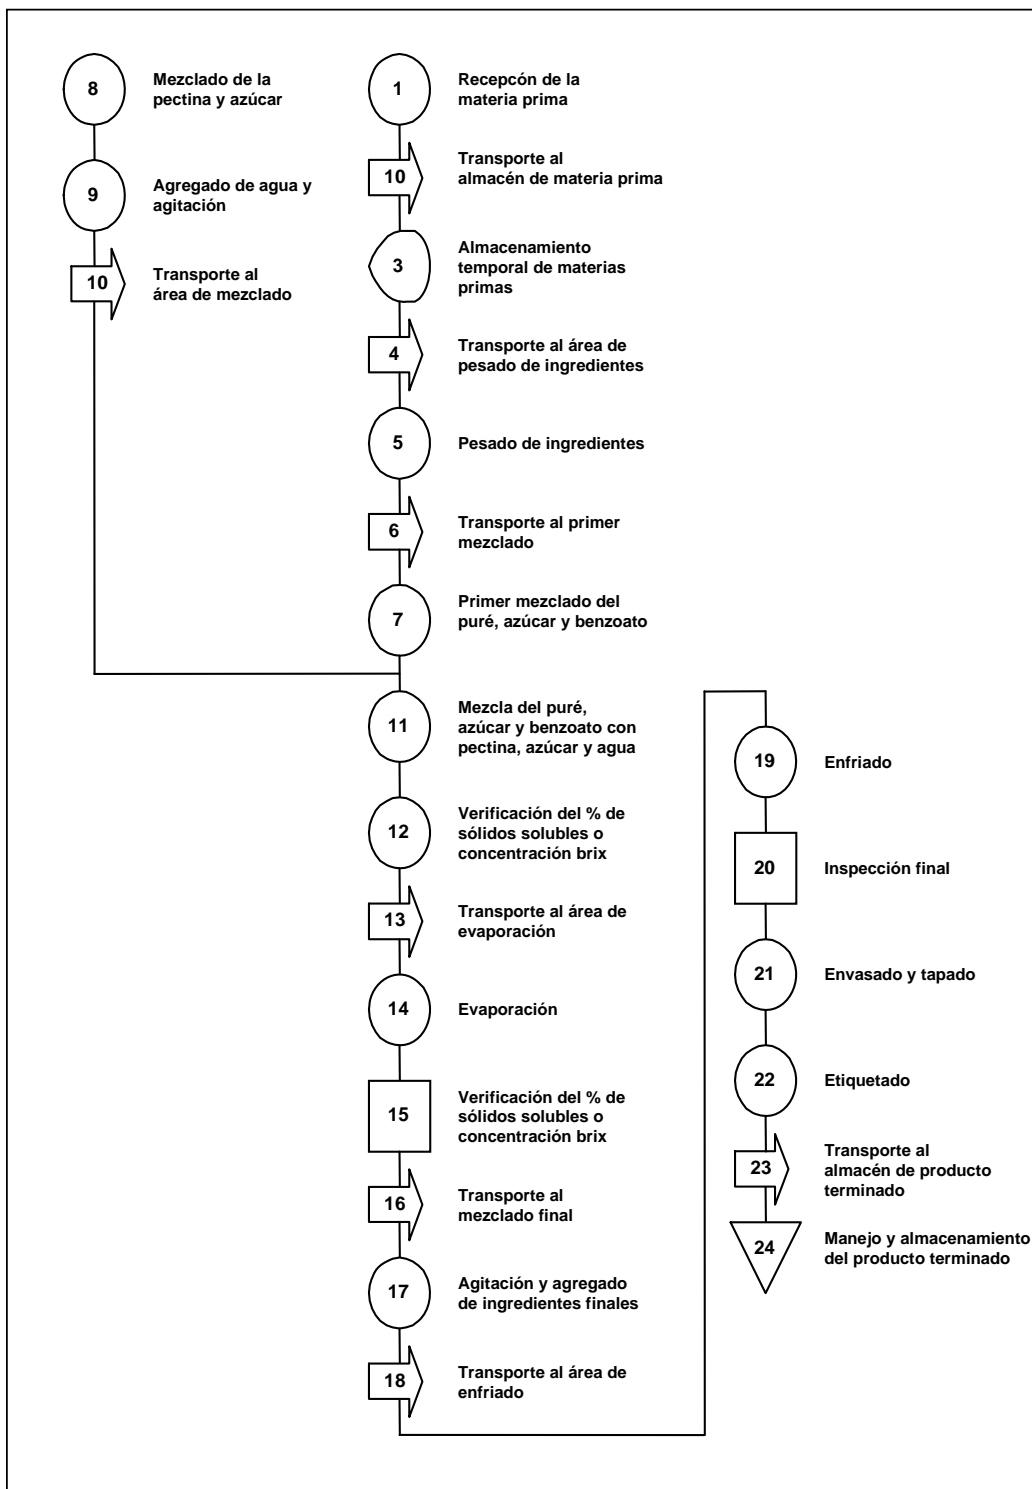 8
Mezclado de la
pectina y azúcar
9
Agregado de agua y
agitación
10
Transporte al
área de mezclado
1
Recepcón de la
materia prima
10
Transporte al
almacén de materia prima
3
Almacenamiento
temporal de materias
primas
4
Transporte al área de
pesado de ingredientes
5
Pesado de ingredientes
6
Transporte al primer
mezclado
7
Primer mezclado del
puré, azúcar y benzoato
11
Mezcla del puré,
azúcar y benzoato con
pectina, azúcar y agua
12
Verificación del % de
sólidos solubles o
concentración brix
13
Transporte al área de
evaporación
14
Evaporación
15
Verificación del % de
sólidos solubles o
concentración brix
16
Transporte al
mezclado final
17
Agitación y agregado
de ingredientes finales
18
Transporte al área de
enfriado
19
Enfriado
20
Inspección final
21
Envasado y tapado
22
Etiquetado
23
Transporte al
almacén de producto
terminado
24
Manejo y almacenamiento
del producto terminado